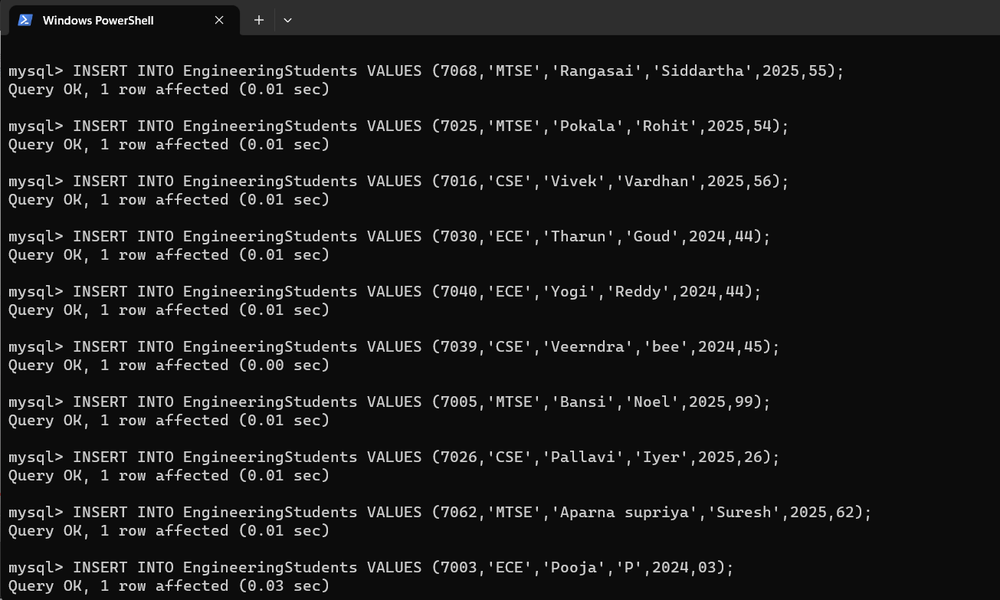 Windows PowerShell
mysql> INSERT INTO EngineeringStudents VALUES (7068,'MTSE','Rangasai','Siddartha',2025,55);
Query OK, 1 row affected (0.01 sec)
mysql> INSERT INTO EngineeringStudents VALUES (7025,'MTSE','Pokala','Rohit',2025,54);
Query OK, 1 row affected (0.01 sec)
mysql> INSERT INTO EngineeringStudents VALUES (7016,'CSE','Vivek','Vardhan',2025,56);
Query OK, 1 row affected (0.01 sec)
mysql> INSERT INTO EngineeringStudents VALUES (7030,'ECE','Tharun','Goud',2024,44);
Query OK, 1 row affected (0.01 sec)
mysql> INSERT INTO EngineeringStudents VALUES (7040,'ECE','Yogi','Reddy',2024,44);
Query OK, 1 row affected (0.01 sec)
mysql> INSERT INTO EngineeringStudents VALUES (7039,'CSE','Veerndra','bee',2024,45);
Query OK, 1 row affected (0.00 sec)
mysql> INSERT INTO EngineeringStudents VALUES (7005,'MTSE','Bansi','Noel',2025,99);
Query OK, 1 row affected (0.01 sec)
mysql> INSERT INTO EngineeringStudents VALUES (7026,'CSE','Pallavi','Iyer',2025,26);
Query OK, 1 row affected (0.01 sec)
mysql> INSERT INTO EngineeringStudents VALUES (7062,'MTSE','Aparna supriya','Suresh',2025,62);
Query OK, 1 row affected (0.01 sec)
mysql> INSERT INTO EngineeringStudents VALUES (7003,'ECE','Pooja','P',2024,03);
Query OK, 1 row affected (0.03 sec)